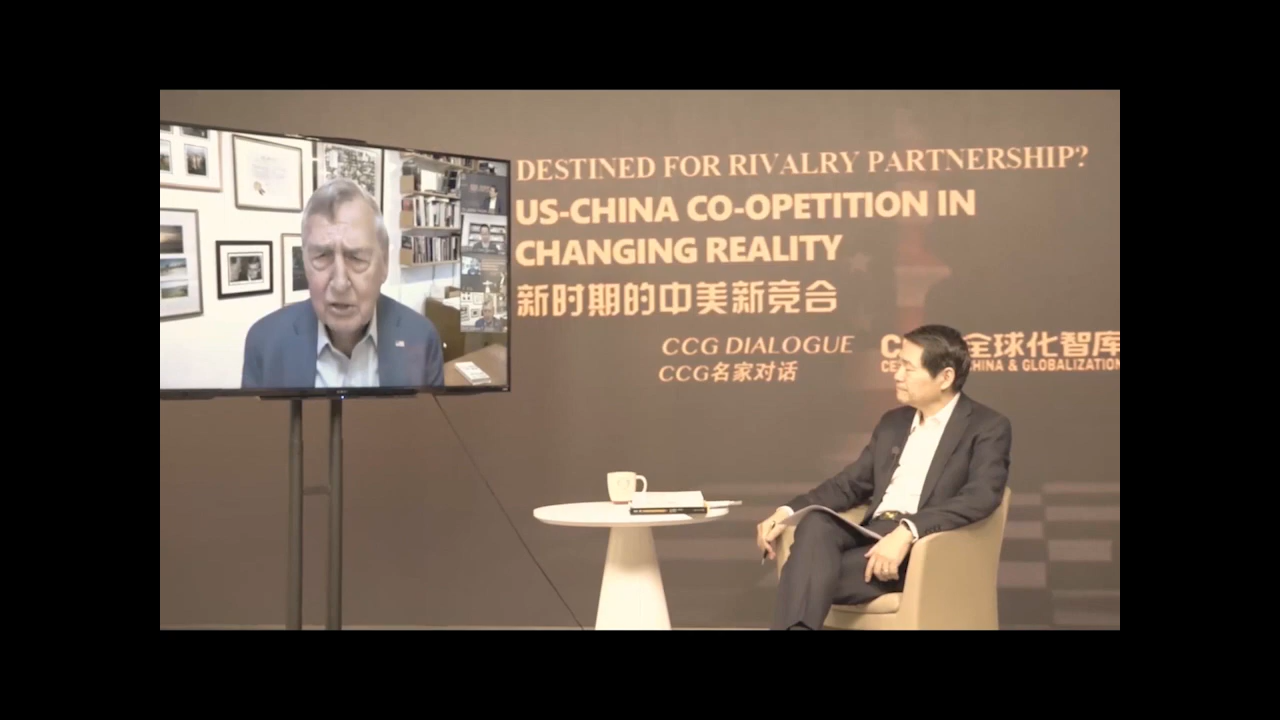 DESTINED FOR RIVALRY PARTNERSHIP?
US-CHINA CO-OPETITION IN
CHANGING REALITY
新时期的中美新竞合
CCG DIALOGUE
CCG名家对话
全球化智库
HINA & GLOBALIZATION